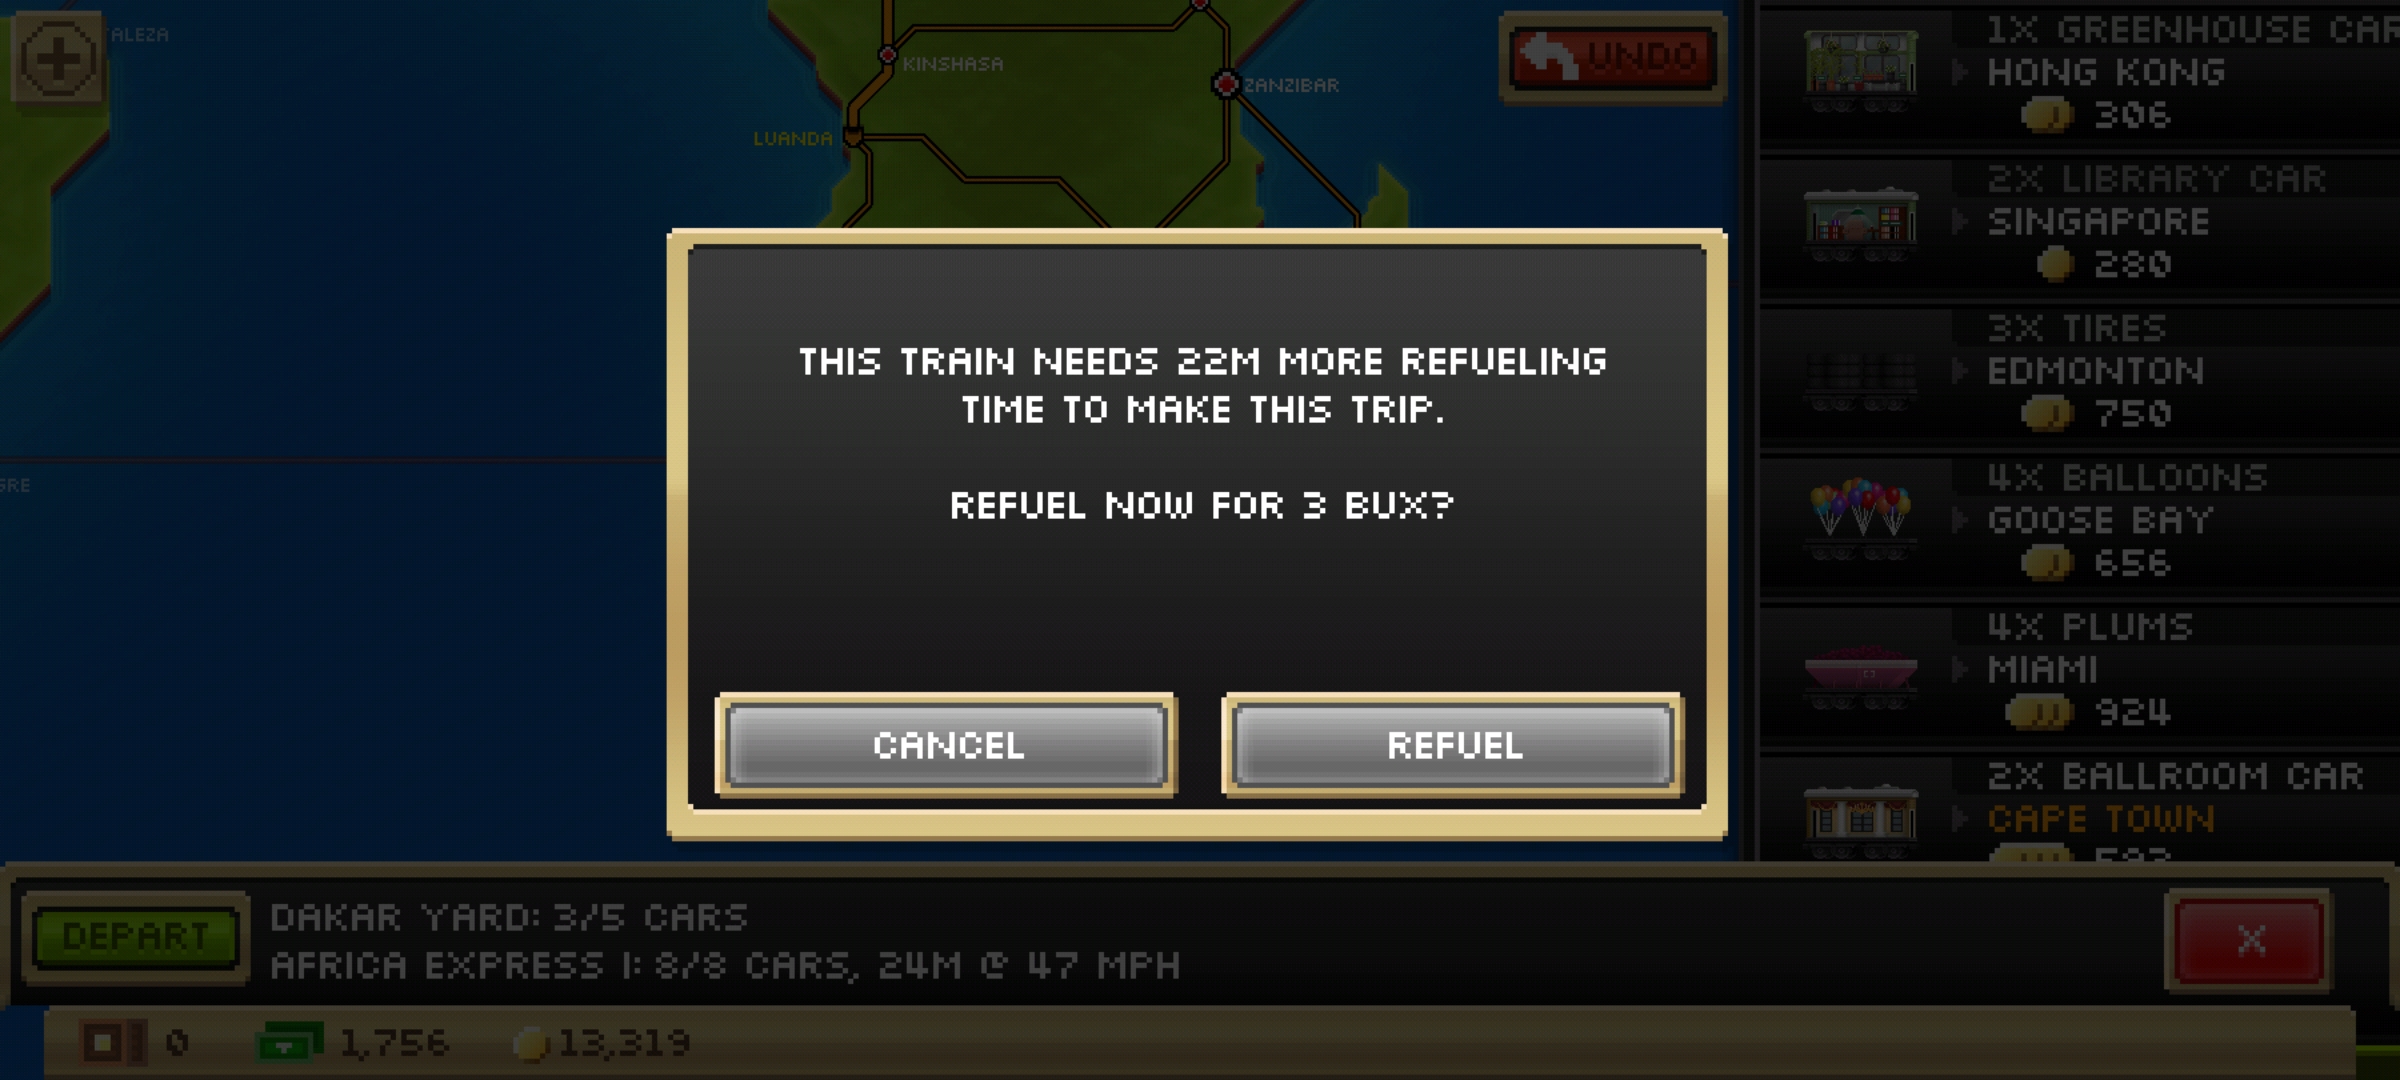 KINSHASA
ZANZIBAR
LUANDA
UNDO
1X GREENHOUSE CAR
HONG KONG
306
2X LIBRARY CAR
SINGAPORE
280
3X TIRES
EDMONTON
750
4X BALLOONS
GOOSE BAY
656
4X PLUMS
MIAMI
924
2X BALLROOM CAR
CAPE TOWN
THIS TRAIN NEEDS 22M MORE REFUELING
TIME TO MAKE THIS TRIP.
REFUEL NOW FOR 3 BUX?
CANCEL
REFUEL
DEPART
DAKAR YARD: 3/5 CARS
AFRICA EXPRESS I: 8/8 CARS, 24M @ 47 MPH
X
0
1,756
13,319